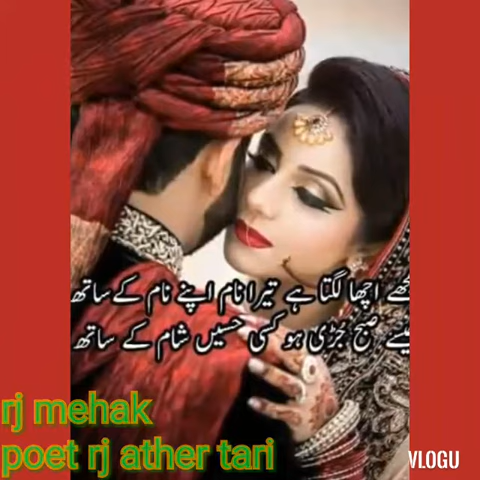 اچھا لگتا ہے تیرا نام اپنے نام کے ساتھ
صبح جڑی ہو کسی حسیں شام کے ساتھ
rj mehak
poet rj ather tari
VLOGU